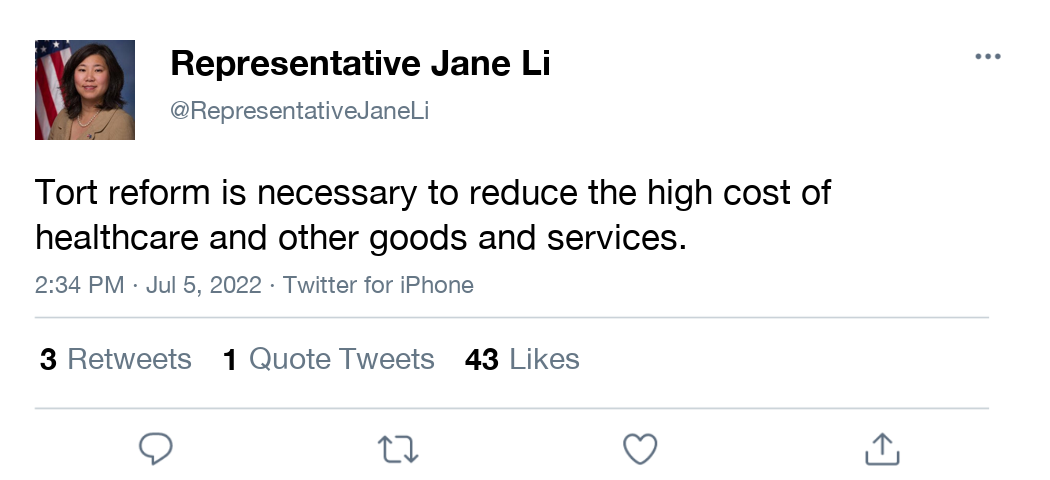 Representative Jane Li
@RepresentativeJaneLi
Tort reform is necessary to reduce the high cost of
healthcare and other goods and services.
2:34 PM · Jul 5, 2022 · Twitter for iPhone
3 Retweets 1 Quote Tweets 43 Likes